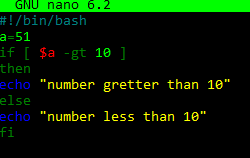 GNU nano 6.2
#!/bin/bash
a=51
if [ $a -gt 10 ]
then
echo "number gretter than 10"
else
echo "number less than 10"
fi